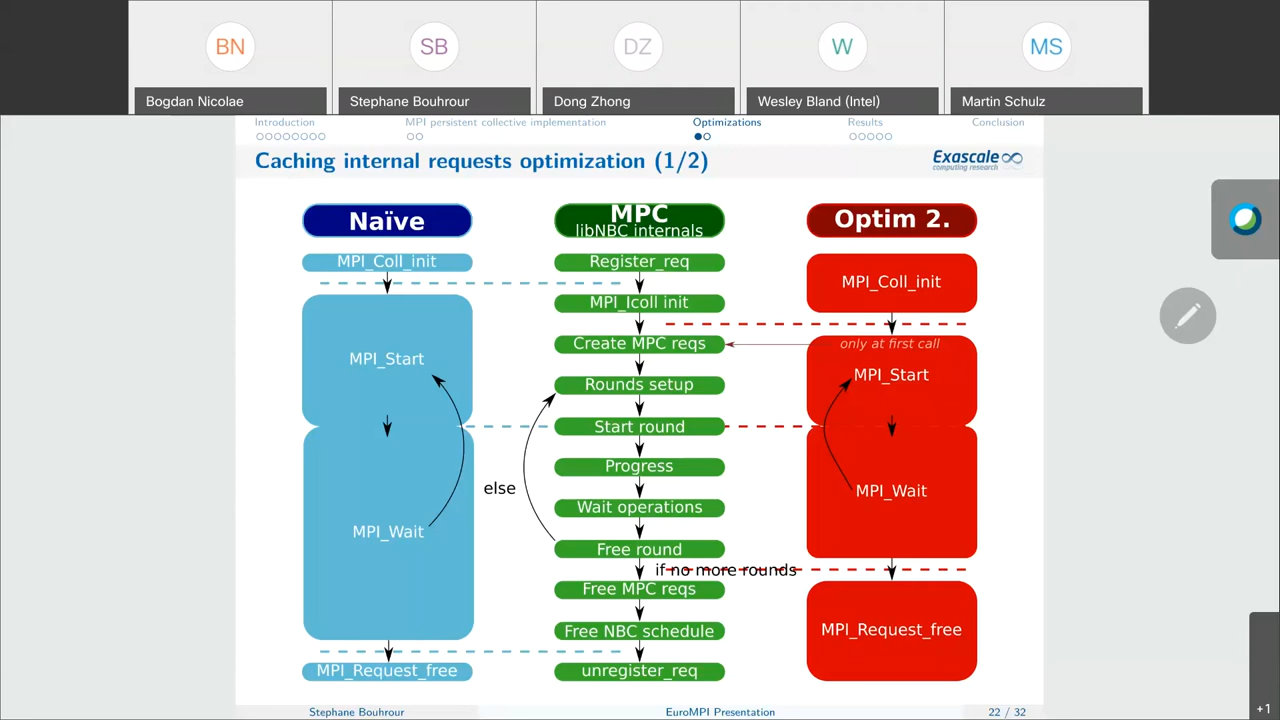 BN
SB
DZ
W
MS
Bogdan Nicolae
Stephane Bouhrour
Dong Zhong
Wesley Bland (Intel)
Martin Schulz
Introduction
MPI persistent collective implementation
Optimizations
Results
Conclusion
Caching internal requests optimization (1/2)
Exascale
computing research
Naïve
MPC
libNBC internals
Optim 2.
MPI_Coll_init
Register_req
MPI_Coll_init
MPI_Icoll init
Create MPC reqs
only at first call
MPI_Start
Rounds setup
MPI_Start
Start round
Progress
else
MPI_Wait
Wait operations
MPI_Wait
Free round
if no more rounds
Free MPC reqs
Free NBC schedule
MPI_Request_free
MPI_Request_free
unregister_req
Stephane Bouhrour
EuroMPI Presentation
22 / 32
+1